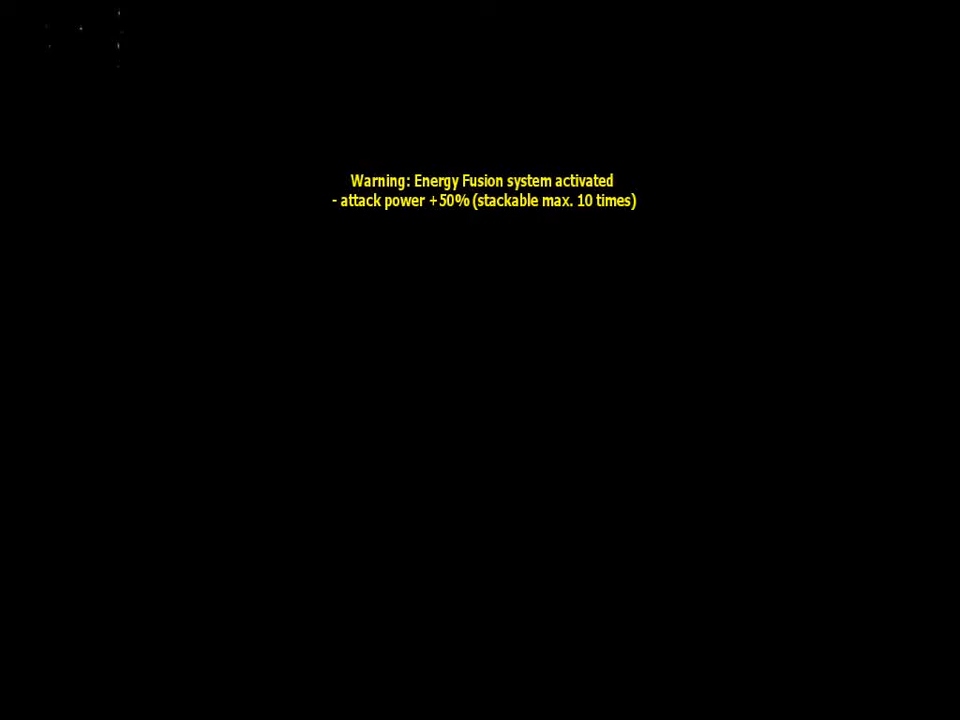 Warning: Energy Fusion system activated
- attack power +50% (stackable max. 10 times)